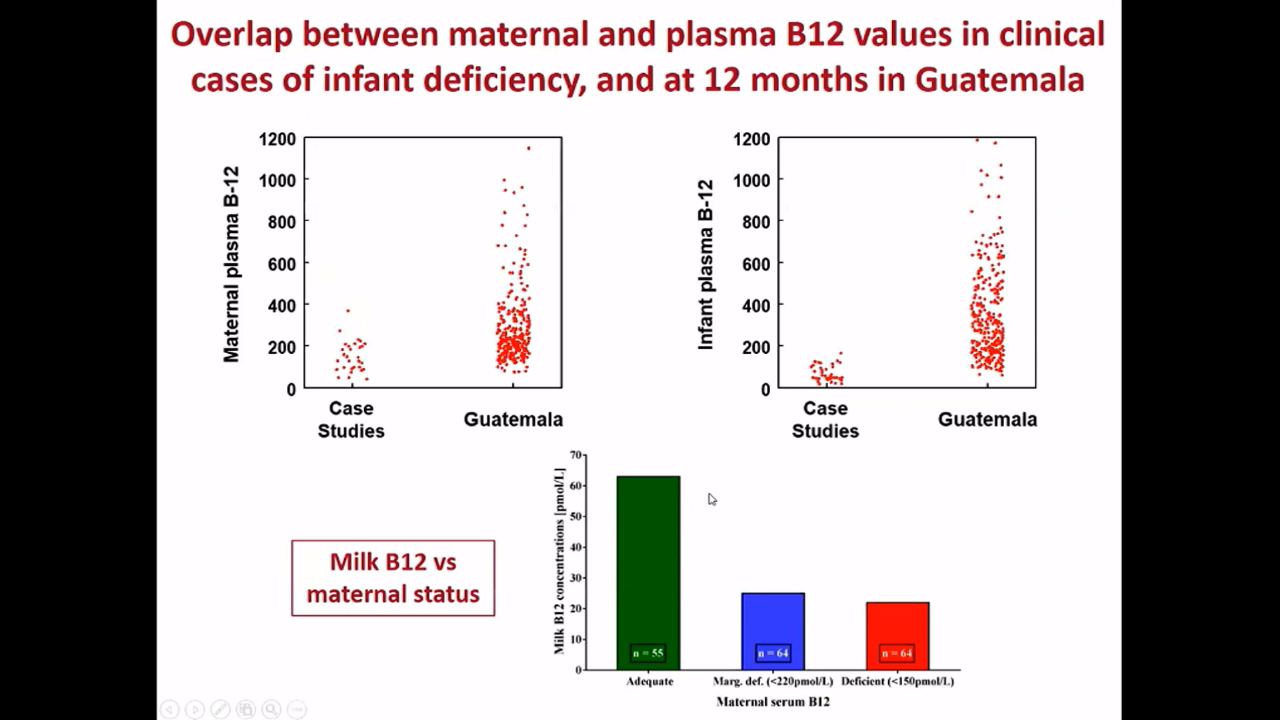 Overlap between maternal and plasma B12 values in clinical
cases of infant deficiency, and at 12 months in Guatemala
Maternal plasma B-12
1200
1000
800
600
400
200
0
Case
Studies
Guatemala
Infant plasma B-12
1200
1000
800
600
400
200
0
Case
Studies
Guatemala
Milk B12 vs
maternal status
Milk B12 concentrations [pmol/L]
70
60
50
40
30
20
10
0
n = 55
n = 64
n = 64
Adequate
Marg. def. (<220pmol/L)
Deficient (<150pmol/L)
Maternal serum B12